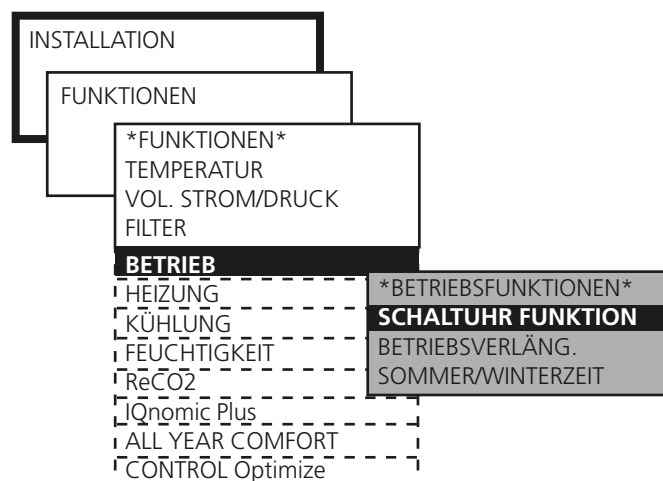 INSTALLATION
FUNKTIONEN
*FUNKTIONEN*
TEMPERATUR
VOL. STROM/DRUCK
FILTER
BETRIEB
HEIZUNG
KÜHLUNG
FEUCHTIGKEIT
ReCO2
IQnomic Plus
ALL YEAR COMFORT
CONTROL Optimize
*BETRIEBSFUNKTIONEN*
SCHALTUHR FUNKTION
BETRIEBSVERLÄNG.
SOMMER/WINTERZEIT